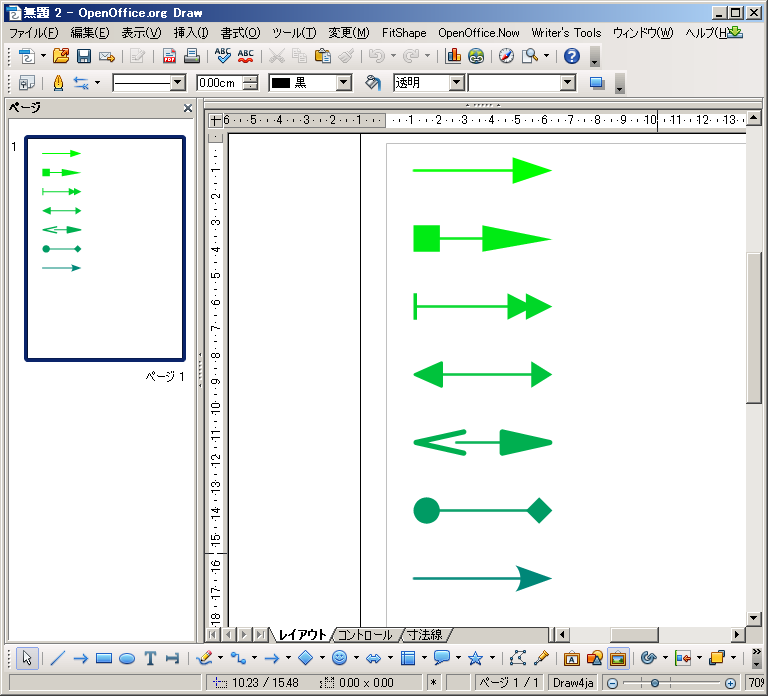 無題 2 - OpenOffice.org Draw
ファイル(F) 編集(E) 表示(V) 挿入(I) 書式(O) ツール(T) 変更(M) FitShape OpenOffice.Now Writer's Tools ウィンドウ(W) ヘルプ(H)
ABC ABC
0.00cm 黒 透明
ページ
6 5 4 3 2 1 1 2 3 4 5 6 7 8 9 10 11 12 13
1
1
2
3
4
5
6
7
8
9
10
11
12
13
14
15
16
17
18
ページ 1
レイアウト コントロール 寸法線
T
A
10.23 / 15.48 0.00 x 0.00 * ページ 1 / 1 Draw4ja 70%